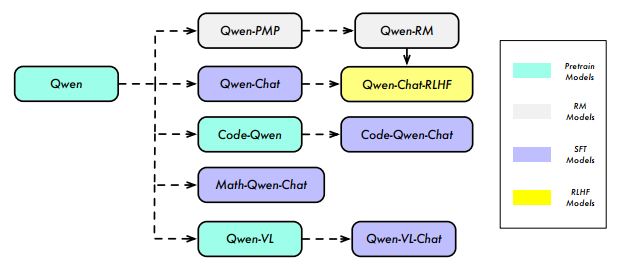 Qwen-PMP
Qwen-RM
Qwen
Qwen-Chat
Qwen-Chat-RLHF
Code-Qwen
Code-Qwen-Chat
Math-Qwen-Chat
Qwen-VL
Qwen-VL-Chat
Pretrain
Models
RM
Models
SFT
Models
RLHF
Models